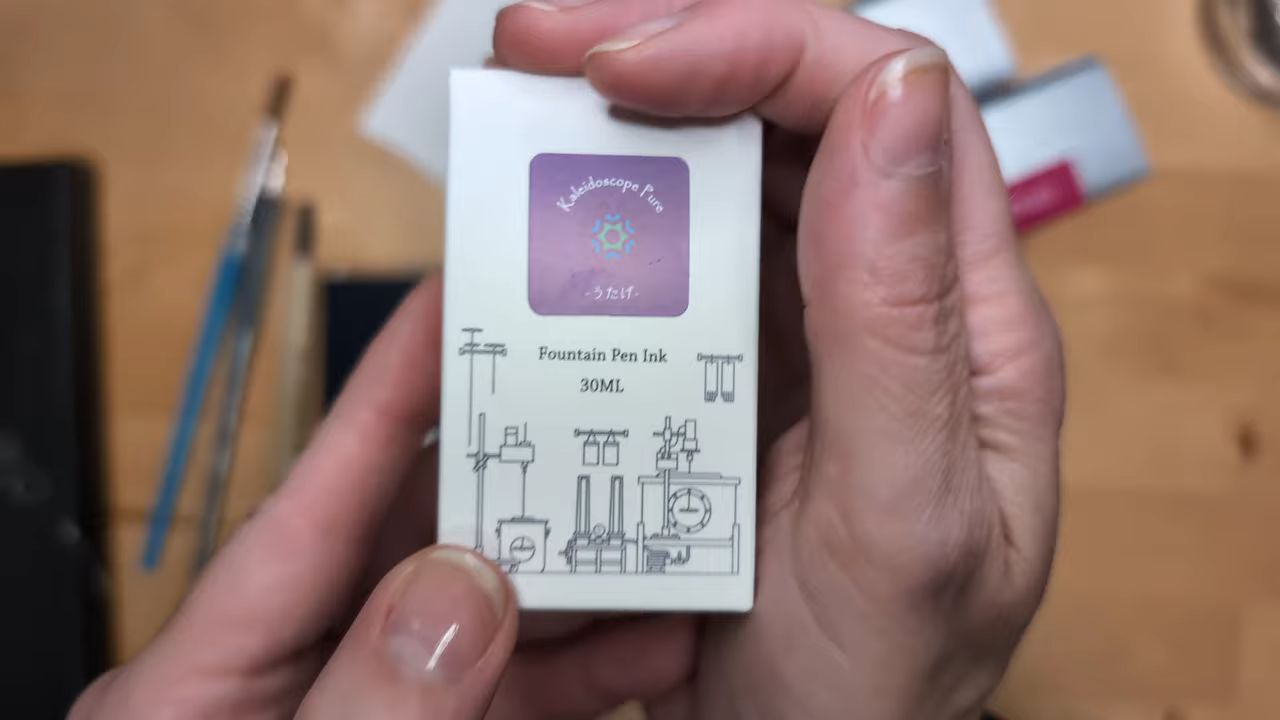 Kaleidoscope Pure
-うたげ-
Fountain Pen Ink
30ML